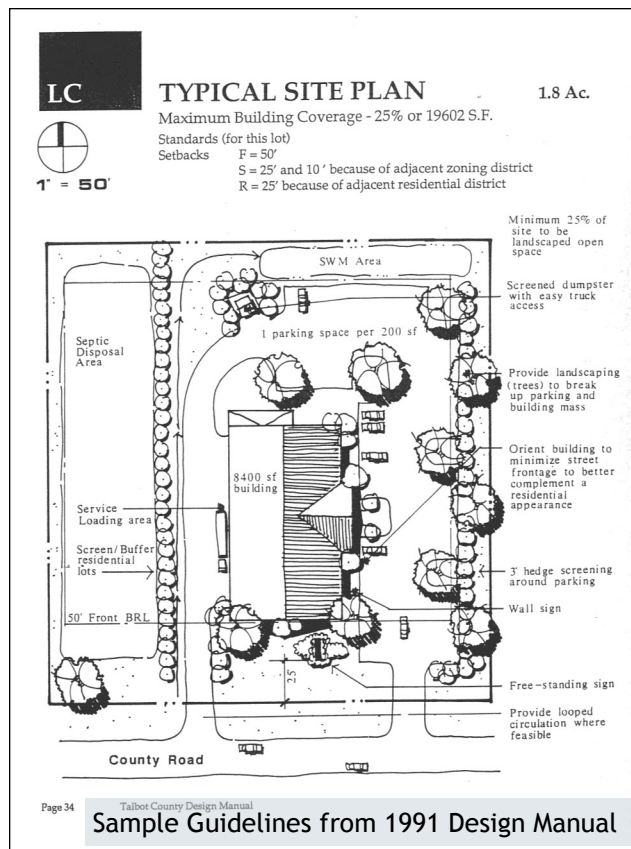 LC
TYPICAL SITE PLAN
1.8 Ac.
Maximum Building Coverage - 25% or 19602 S.F.
Standards (for this lot)
Setbacks F = 50'
S = 25' and 10' because of adjacent zoning district
R = 25' because of adjacent residential district
1" = 50'
Minimum 25% of
site to be
landscaped open
space
SWM Area
Screened dumpster
with easy truck
access
1 parking space per 200 sf
Septic
Disposal
Area
Provide landscaping
(trees) to break
up parking and
building mass
Orient building to
minimize street
frontage to better
complement a
residential
appearance
8400 sf
building
Service
Loading area
Screen/Buffer
residential
lots
3' hedge screening
around parking
Wall sign
50' Front BRL
25'
Free-standing sign
Provide looped
circulation where
feasible
County Road
Page 34 Talbot County Design Manual
Sample Guidelines from 1991 Design Manual